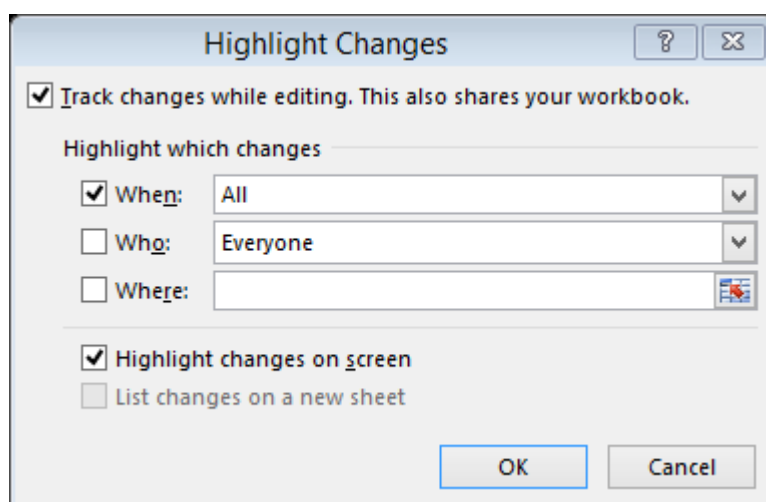 Highlight Changes
Track changes while editing. This also shares your workbook.
Highlight which changes
When: All
Who: Everyone
Where:
Highlight changes on screen
List changes on a new sheet
OK Cancel